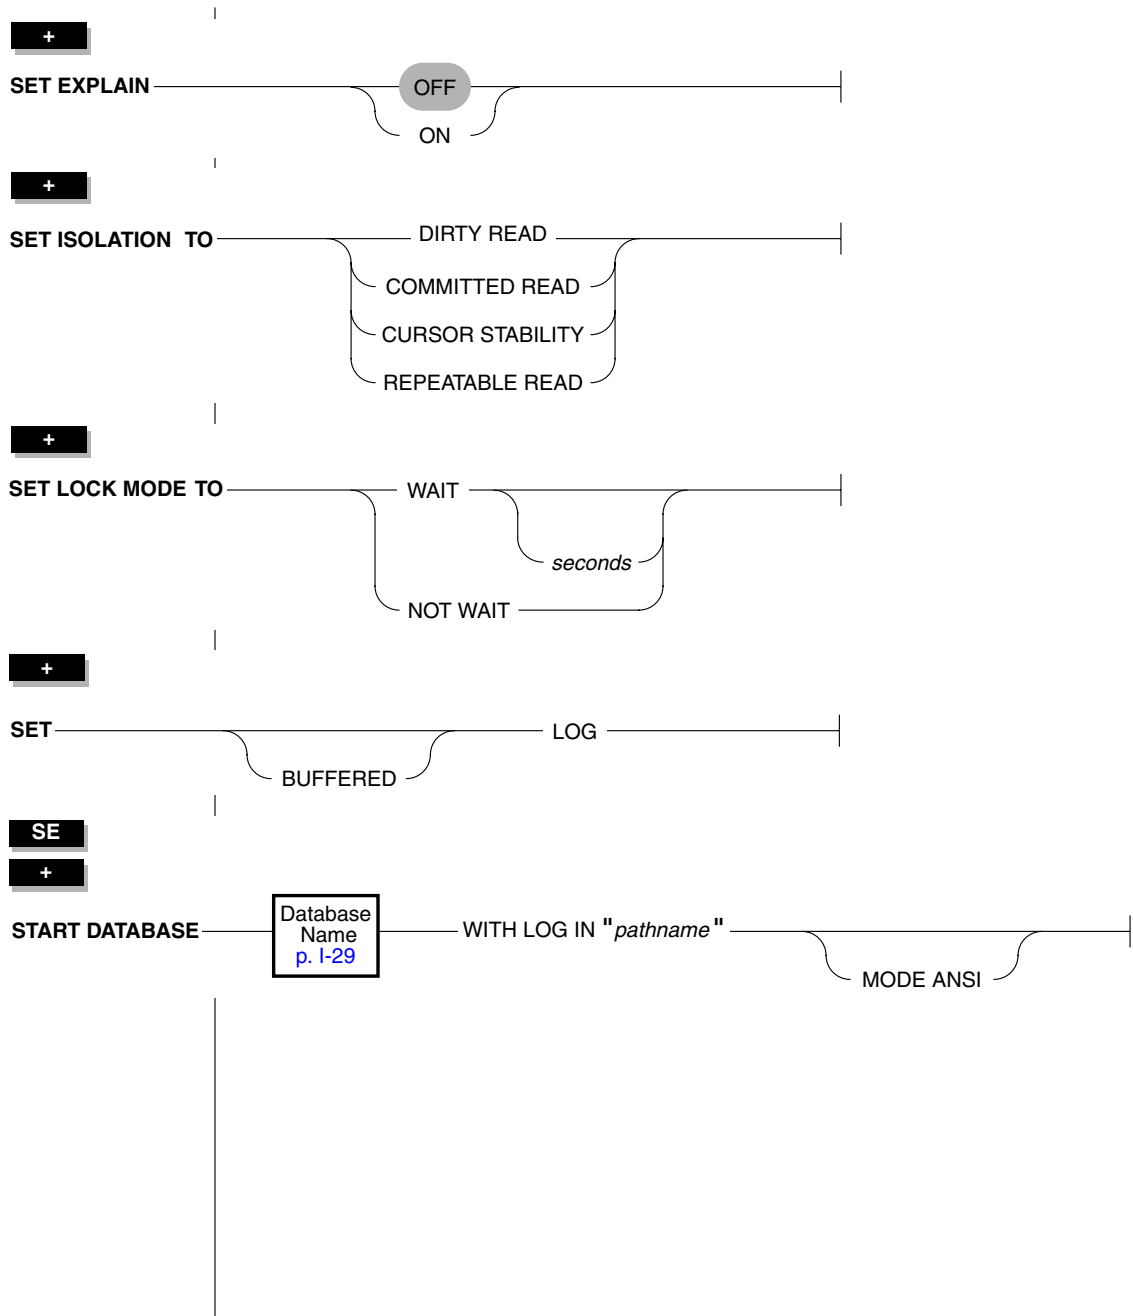 +
SET EXPLAIN OFF
ON
+
SET ISOLATION TO DIRTY READ
COMMITTED READ
CURSOR STABILITY
REPEATABLE READ
+
SET LOCK MODE TO WAIT
seconds
NOT WAIT
+
SET LOG
BUFFERED
SE
+
START DATABASE Database Name p. I-29 WITH LOG IN "pathname"
MODE ANSI